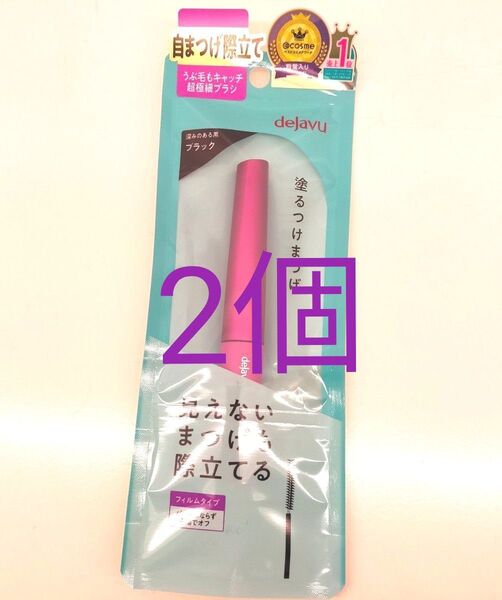 自まつげ際立て
@cosme
1
うぶ毛もキャッチ
超極細ブラシ
dejavu
深みのある黒
ブラック
塗るつけまつげ
2個
dejav
見えない
まつげも
際立てる
フィルムタイプ